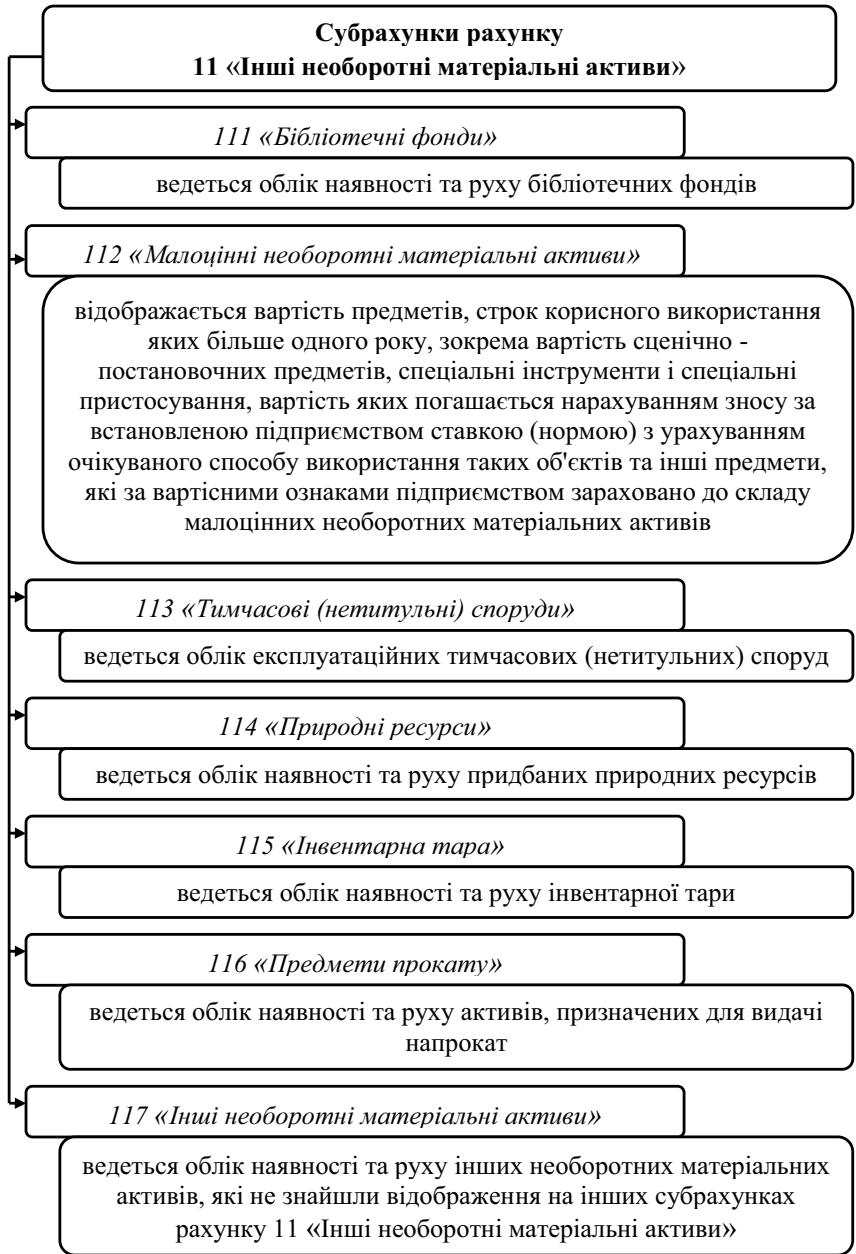 Субрахунки рахунку
11 «Інші необоротні матеріальні активи»
111 «Бібліотечні фонди»
ведеться облік наявності та руху бібліотечних фондів
112 «Малоцінні необоротні матеріальні активи»
відображається вартість предметів, строк корисного використання
яких більше одного року, зокрема вартість сценічно -
постановочних предметів, спеціальні інструменти і спеціальні
пристосування, вартість яких погашається нарахуванням зносу за
встановленою підприємством ставкою (нормою) з урахуванням
очікуваного способу використання таких об'єктів та інші предмети,
які за вартісними ознаками підприємством зараховано до складу
малоцінних необоротних матеріальних активів
113 «Тимчасові (нетитульні) споруди»
ведеться облік експлуатаційних тимчасових (нетитульних) споруд
114 «Природні ресурси»
ведеться облік наявності та руху придбаних природних ресурсів
115 «Інвентарна тара»
ведеться облік наявності та руху інвентарної тари
116 «Предмети прокату»
ведеться облік наявності та руху активів, призначених для видачі
напрокат
117 «Інші необоротні матеріальні активи»
ведеться облік наявності та руху інших необоротних матеріальних
активів, які не знайшли відображення на інших субрахунках
рахунку 11 «Інші необоротні матеріальні активи»